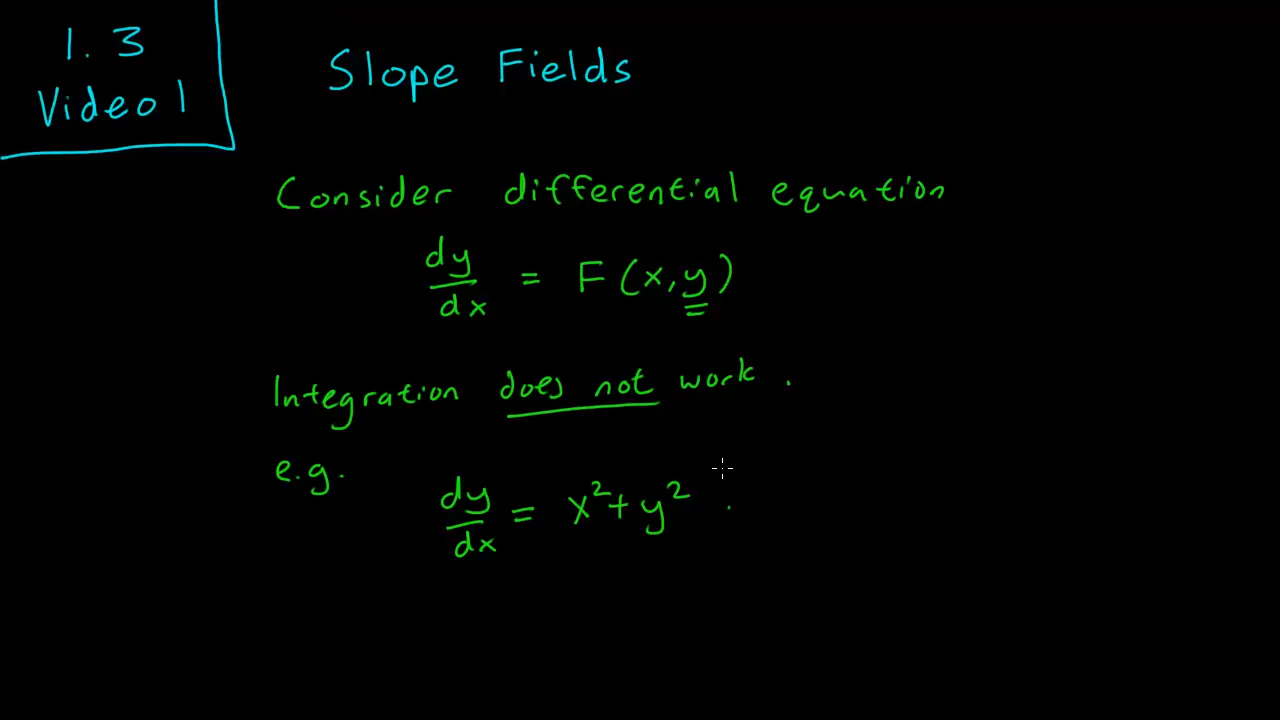 1.3
Video 1
Slope Fields
Consider differential equation
dy/dx = F(x,y)
Integration does not work.
e.g.
dy/dx = x²+y².